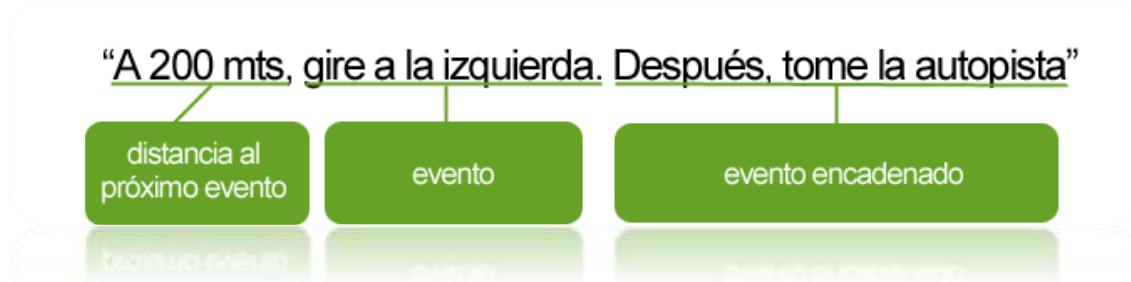 “A 200 mts, gire a la izquierda. Después, tome la autopista”
distancia al
próximo evento
evento
evento encadenado